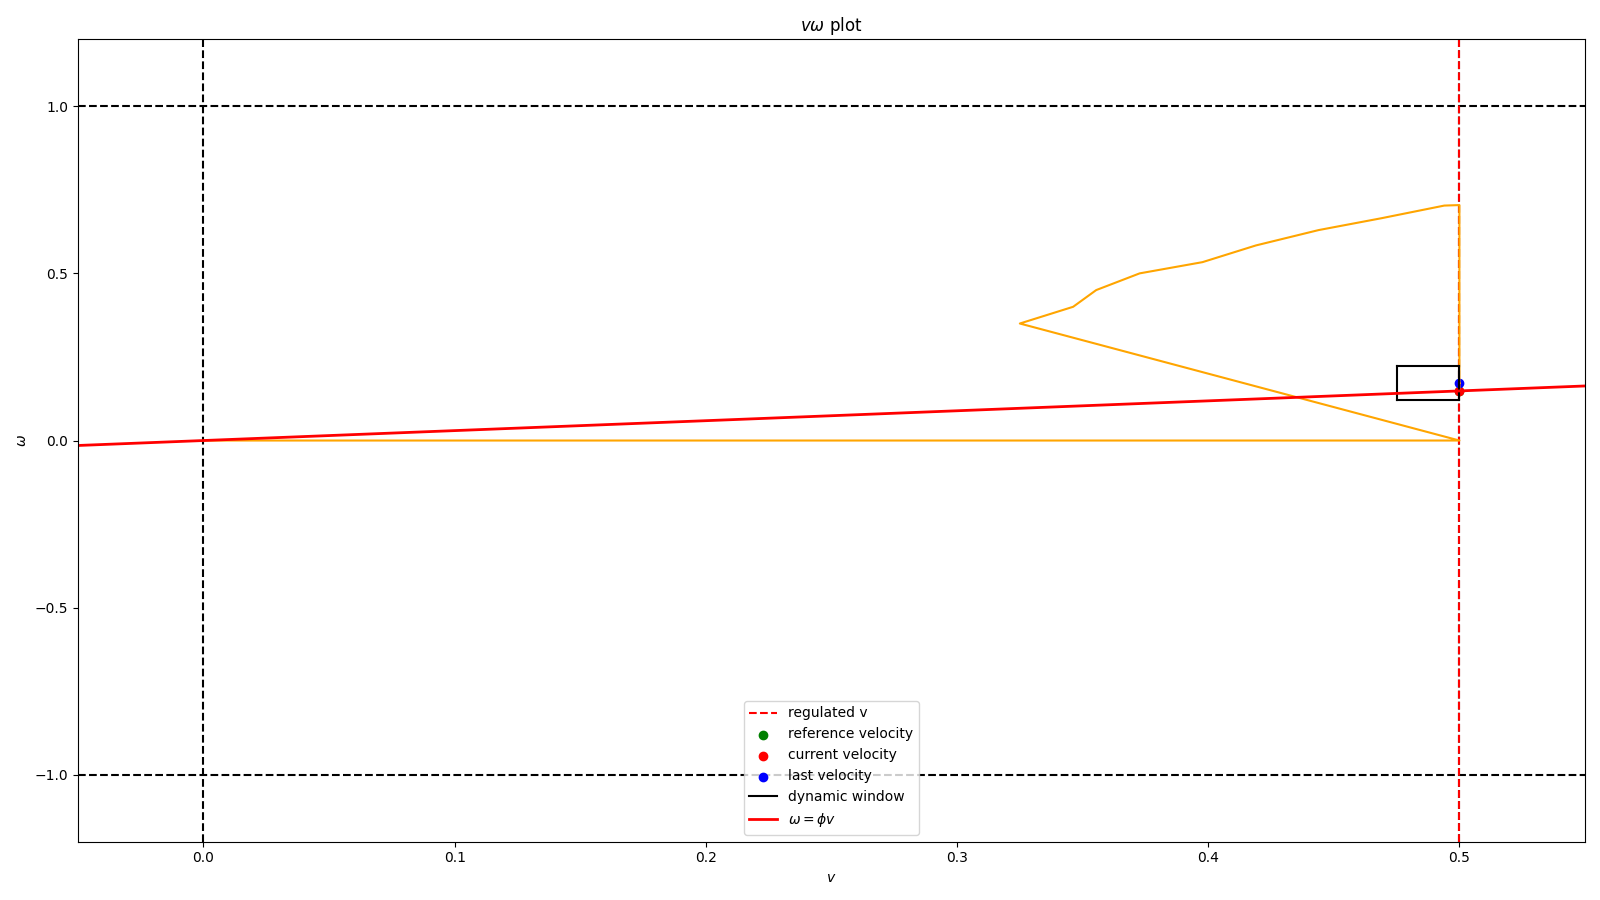 vω plot
1.0
0.5
0.0
−0.5
−1.0
ω
0.0
0.1
0.2
0.3
0.4
0.5
v
regulated v
reference velocity
current velocity
last velocity
dynamic window
ω = ϕv